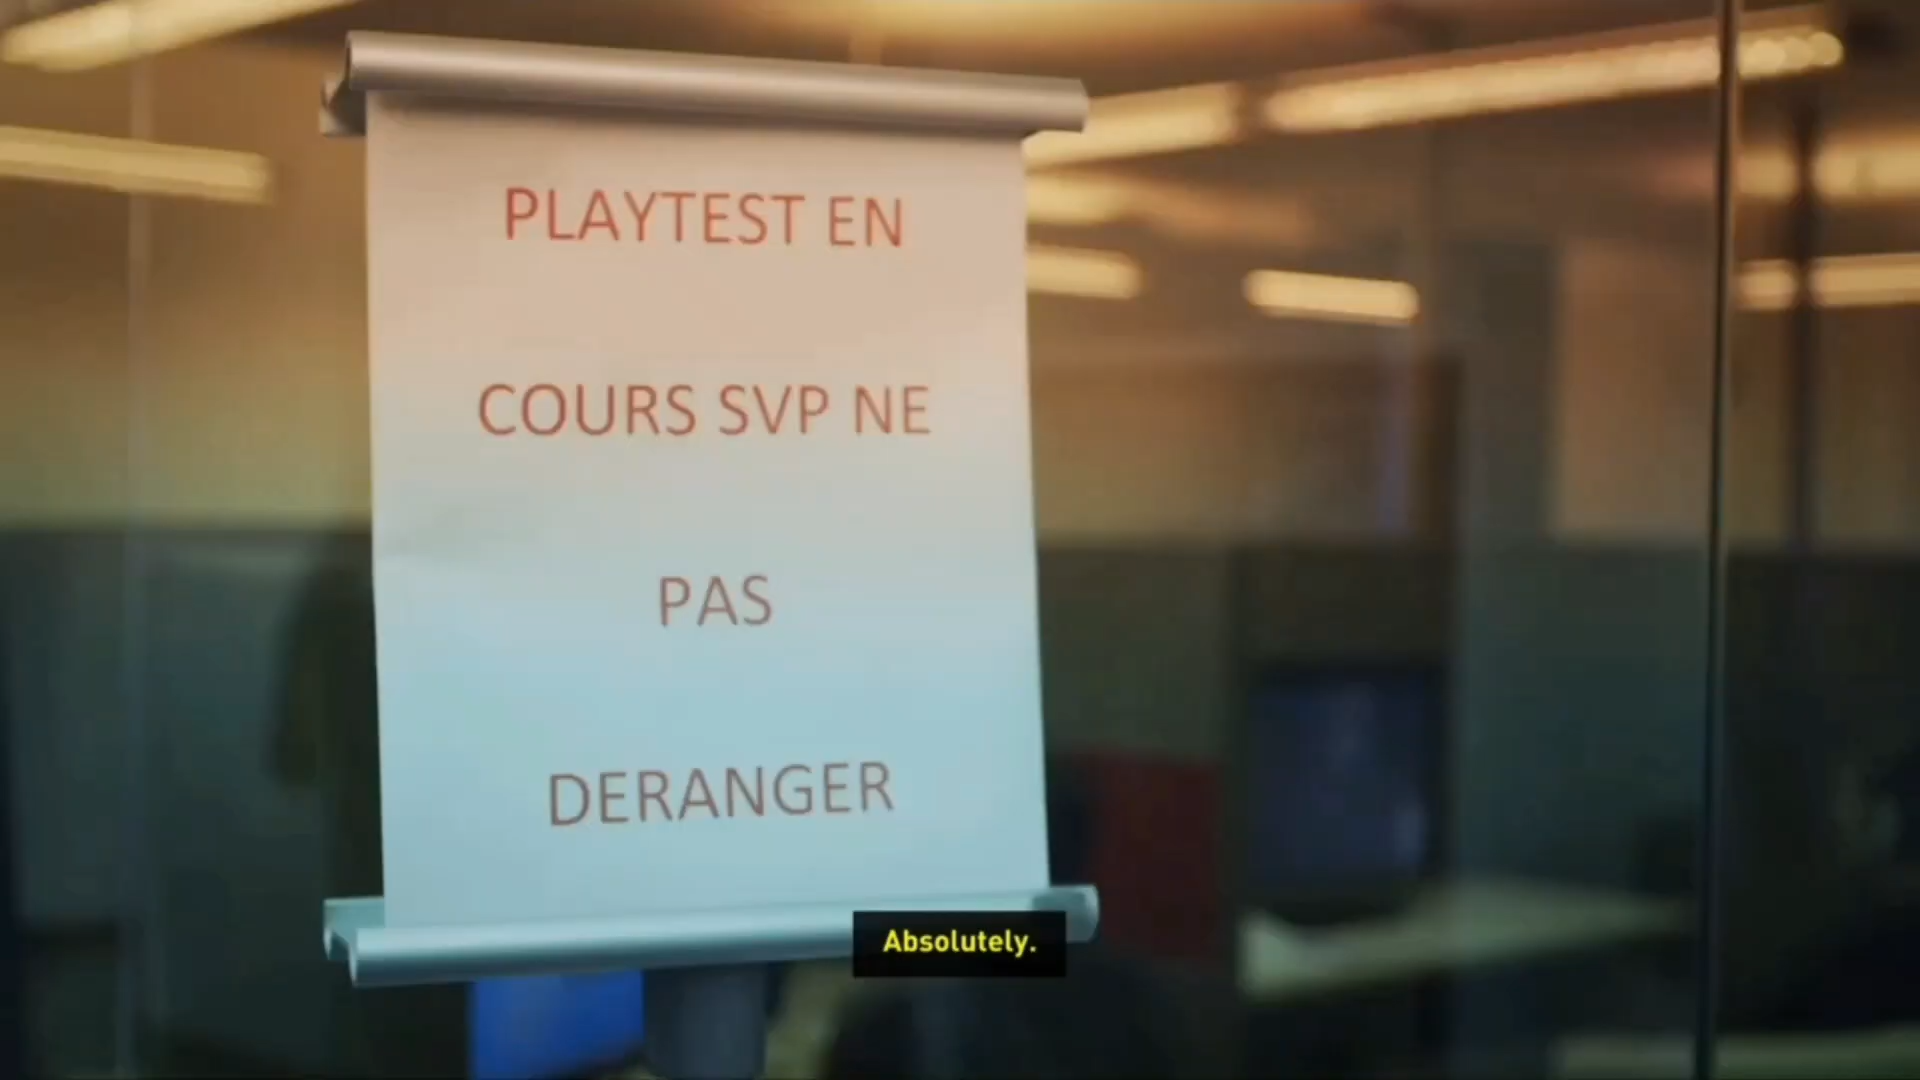 PLAYTEST EN
COURS SVP NE
PAS
DERANGER
Absolutely.